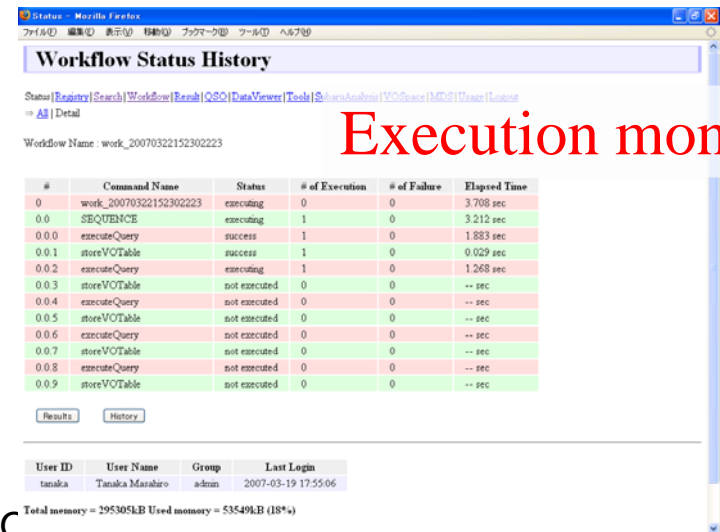 Status - Mozilla Firefox
ファイル(F) 編集(E) 表示(V) 移動(G) ブックマーク(B) ツール(T) ヘルプ(H)
Workflow Status History
Status | Registry | Search | Workflow | Result | QSO | DataViewer | Tools | SubaruAnalysis | VOSpace | MDS | Usage | Logout
⇒ All | Detail
Execution mon
Workflow Name : work_20070322152302223
# Command Name Status # of Execution # of Failure Elapsed Time
0 work_20070322152302223 executing 0 0 3.708 sec
0.0 SEQUENCE executing 1 0 3.212 sec
0.0.0 executeQuery success 1 0 1.883 sec
0.0.1 storeVOTable success 1 0 0.029 sec
0.0.2 executeQuery executing 1 0 1.268 sec
0.0.3 storeVOTable not executed 0 0 -- sec
0.0.4 executeQuery not executed 0 0 -- sec
0.0.5 storeVOTable not executed 0 0 -- sec
0.0.6 executeQuery not executed 0 0 -- sec
0.0.7 storeVOTable not executed 0 0 -- sec
0.0.8 executeQuery not executed 0 0 -- sec
0.0.9 storeVOTable not executed 0 0 -- sec
Results History
User ID User Name Group Last Login
tanaka Tanaka Masahiro admin 2007-03-19 17:55:06
Total memory = 295305kB Used momory = 53549kB (18%)